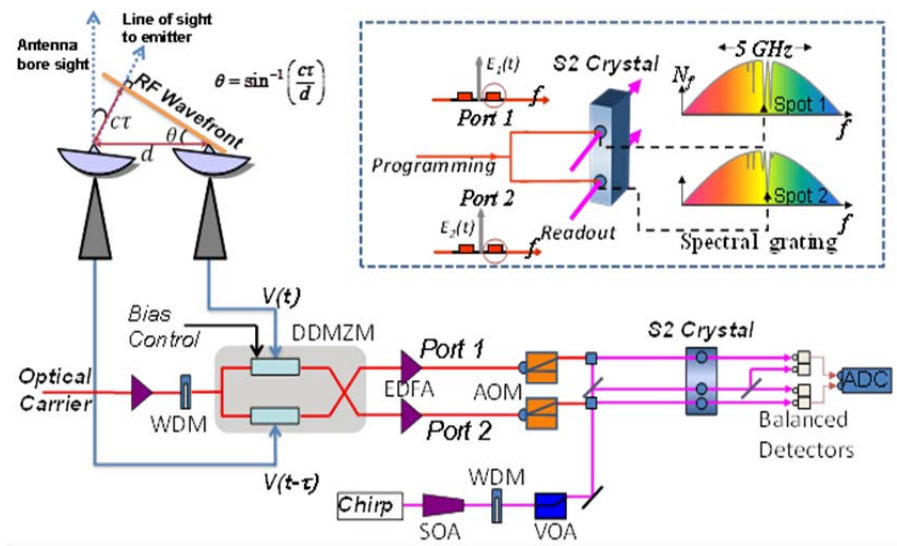 Line of sight
to emitter
Antenna
bore sight
θ = sin⁻¹(cτ/d)
RF Wavefront
cτ
θ
d
5 GHz
S2 Crystal
E₁(t)
f
Port 1
N_f
Spot 1
f
Programming
Port 2
E₂(t)
f
Readout
Spot 2
f
Spectral grating
V(t)
Bias
Control
DDMZM
S2 Crystal
Optical
Carrier
WDM
Port 1
EDFA
AOM
Port 2
ADC
Balanced
Detectors
V(t-τ)
WDM
Chirp
SOA
VOA